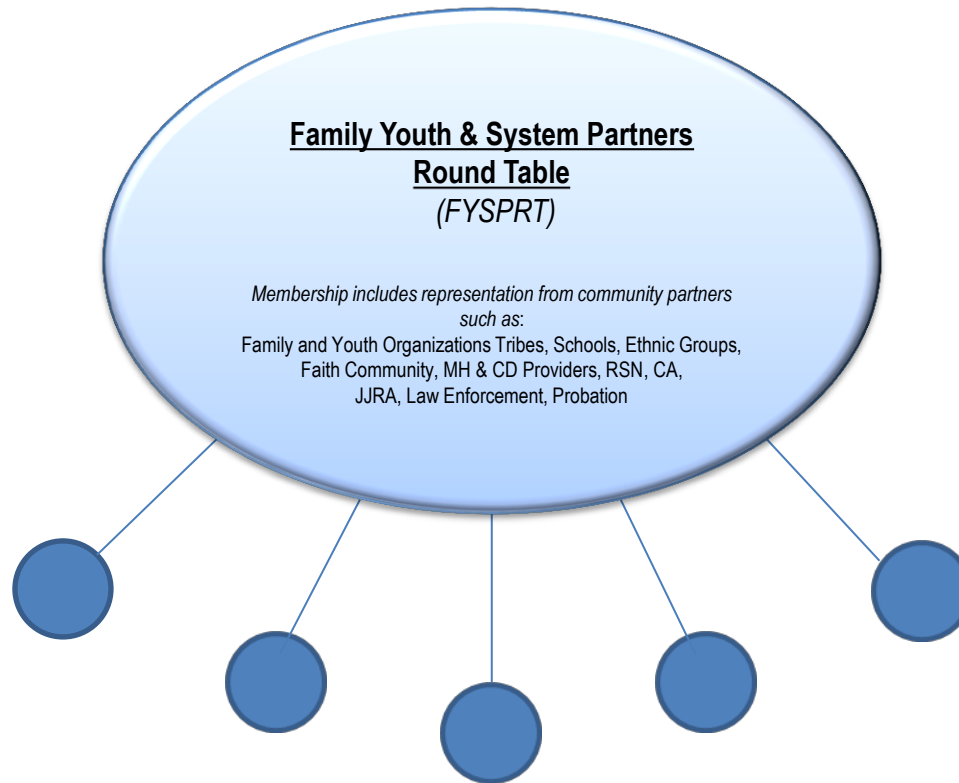 Family Youth & System Partners
Round Table
(FYSPRT)
Membership includes representation from community partners
such as:
Family and Youth Organizations Tribes, Schools, Ethnic Groups,
Faith Community, MH & CD Providers, RSN, CA,
JJRA, Law Enforcement, Probation